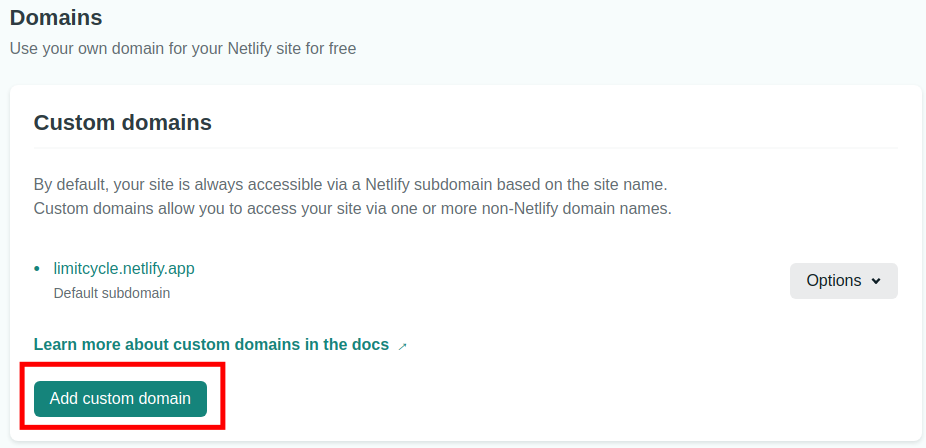 Domains
Use your own domain for your Netlify site for free
Custom domains
By default, your site is always accessible via a Netlify subdomain based on the site name.
Custom domains allow you to access your site via one or more non-Netlify domain names.
• limitcycle.netlify.app
Default subdomain
Options
Learn more about custom domains in the docs →
Add custom domain